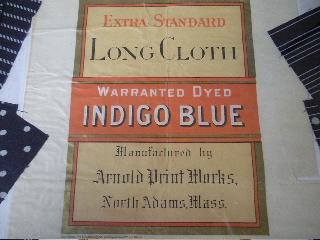 EXTRA STANDARD
LONG CLOTH
WARRANTED DYED
INDIGO BLUE
Manufactured by
Arnold Print Works,
North Adams, Mass.